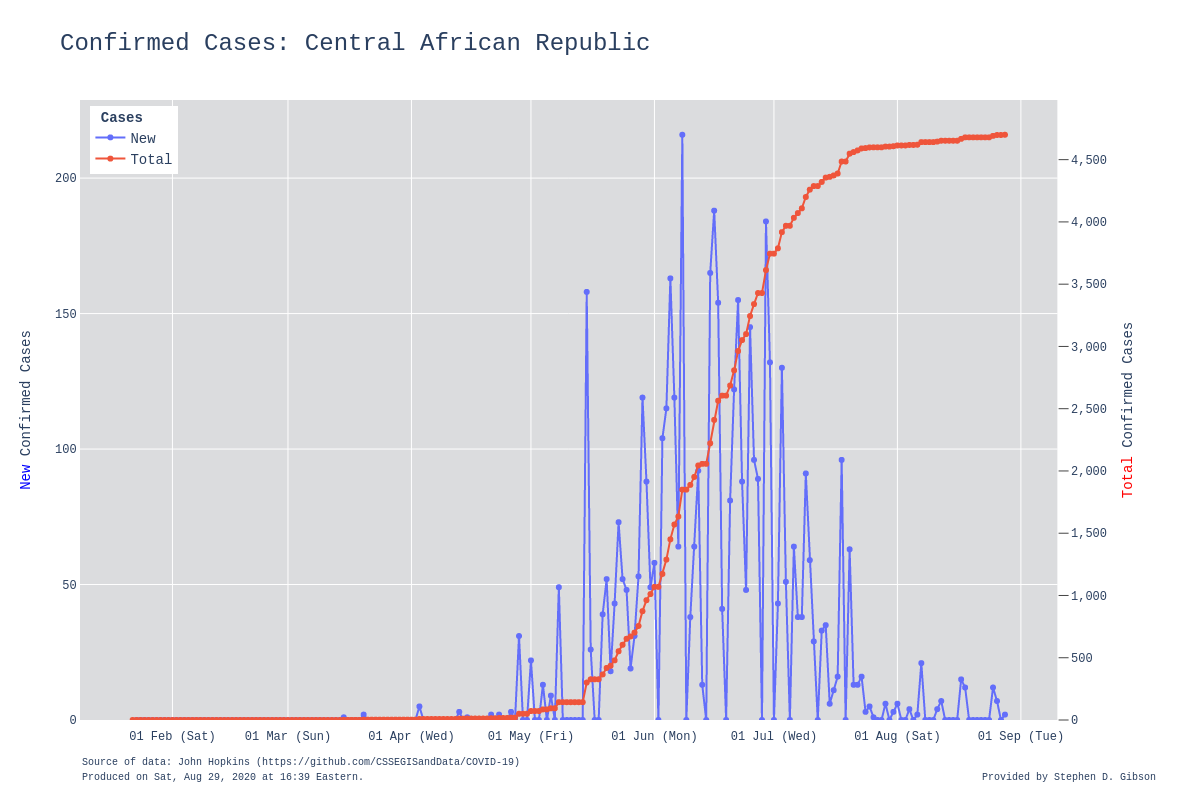 Confirmed Cases: Central African Republic
Cases
New
Total
200
150
100
50
0
New Confirmed Cases
4,500
4,000
3,500
3,000
2,500
2,000
1,500
1,000
500
0
Total Confirmed Cases
01 Feb (Sat) 01 Mar (Sun) 01 Apr (Wed) 01 May (Fri) 01 Jun (Mon) 01 Jul (Wed) 01 Aug (Sat) 01 Sep (Tue)
Source of data: John Hopkins (https://github.com/CSSEGISandData/COVID-19)
Produced on Sat, Aug 29, 2020 at 16:39 Eastern.
Provided by Stephen D. Gibson